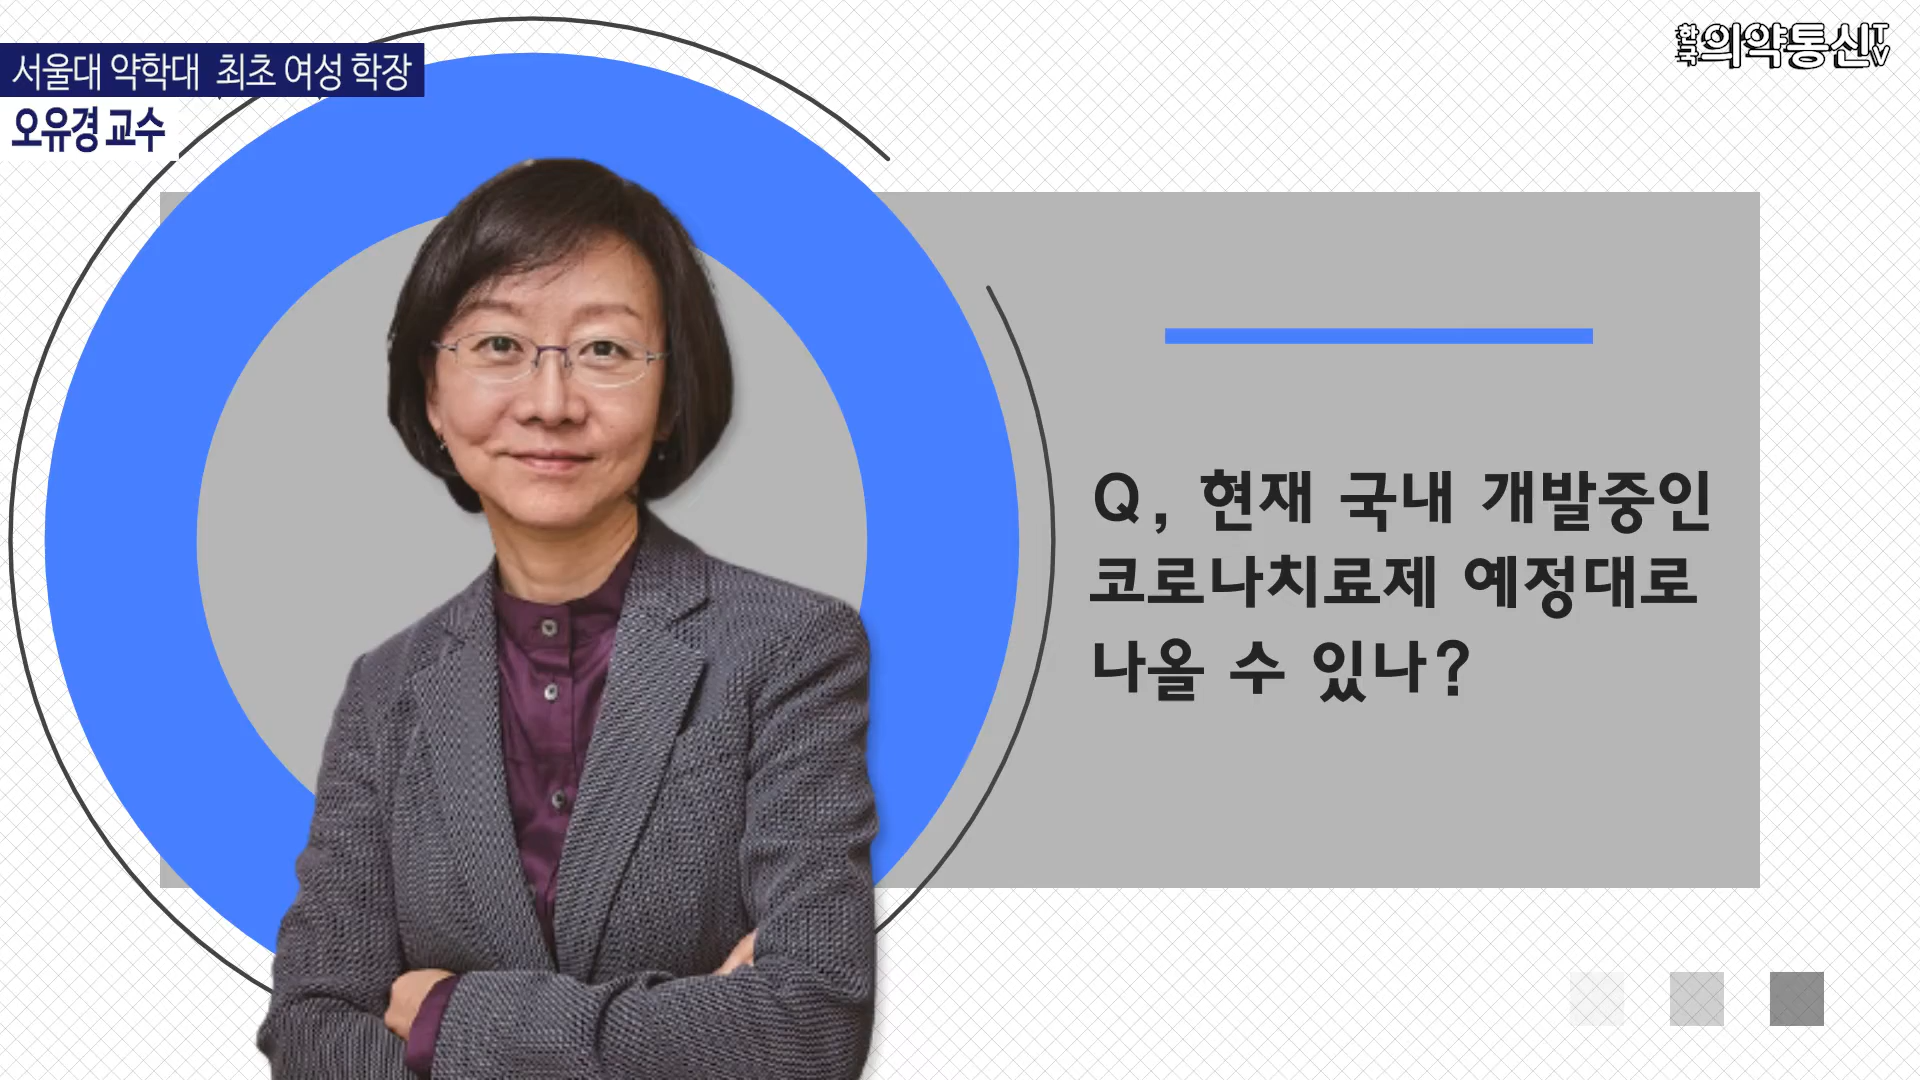 서울대 약학대 최초 여성 학장
오유경 교수
한국의약통신TV
Q, 현재 국내 개발중인
코로나치료제 예정대로
나올 수 있나?